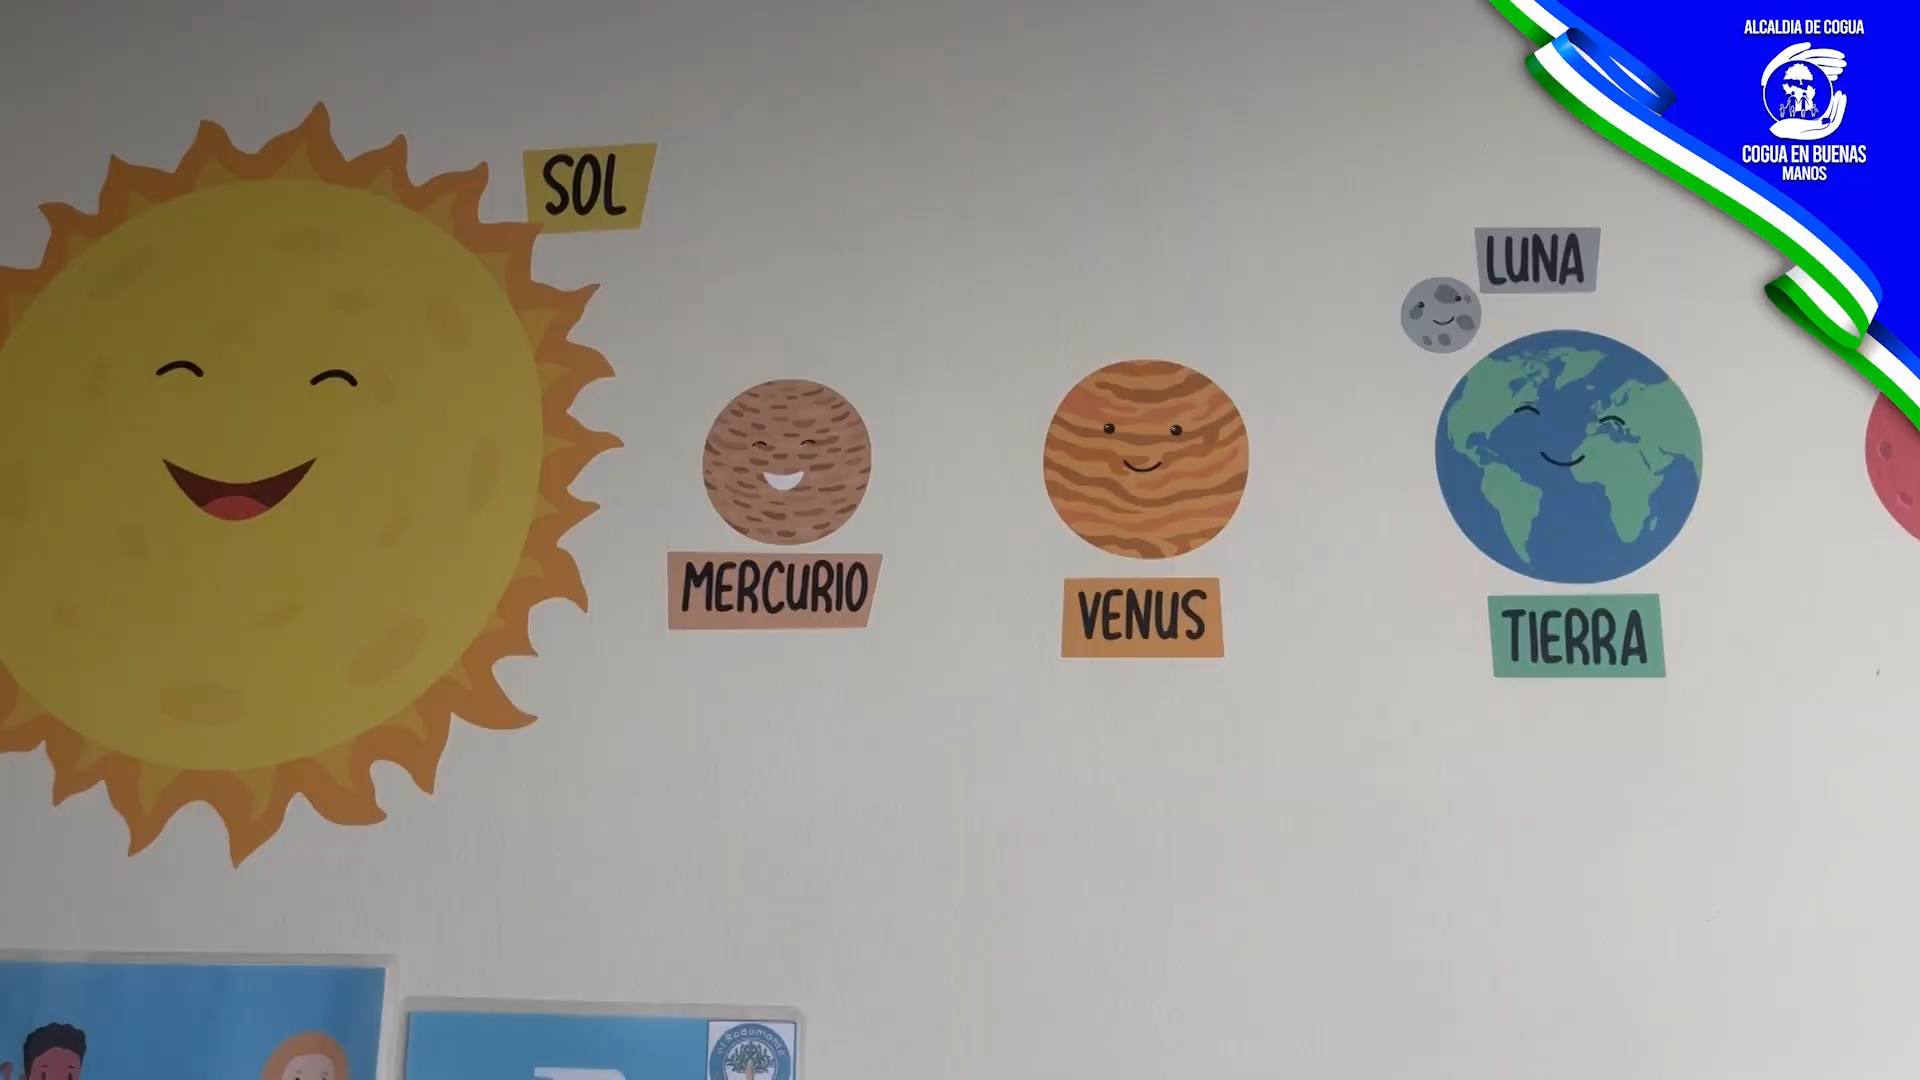 ALCALDIA DE COGUA
COGUA EN BUENAS
MANOS
SOL
LUNA
MERCURIO
VENUS
TIERRA